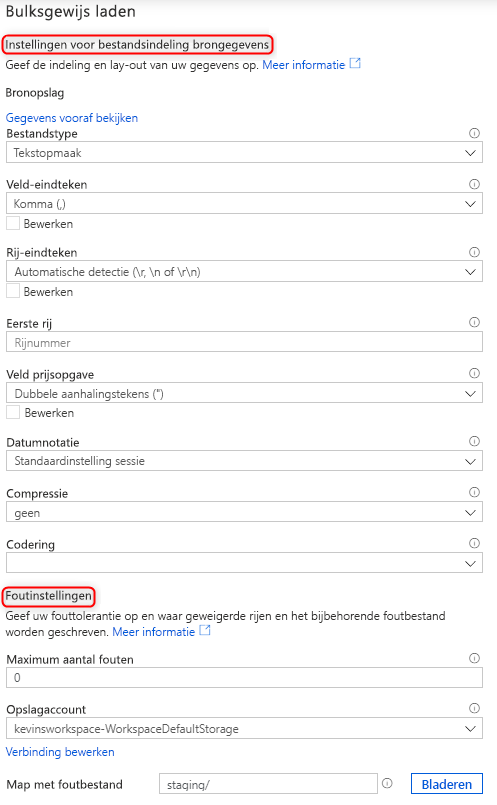 Bulksgewijs laden
Instellingen voor bestandsindeling brongegevens
Geef de indeling en lay-out van uw gegevens op. Meer informatie
Bronopslag
Gegevens vooraf bekijken
Bestandstype
Tekstopmaak
Veld-eindteken
Komma (,)
Bewerken
Rij-eindteken
Automatische detectie (\r, \n of \r\n)
Bewerken
Eerste rij
Rijnummer
Veld prijsopgave
Dubbele aanhalingstekens (")
Bewerken
Datumnotatie
Standaardinstelling sessie
Compressie
geen
Codering
Foutinstellingen
Geef uw fouttolerantie op en waar geweigerde rijen en het bijbehorende foutbestand
worden geschreven. Meer informatie
Maximum aantal fouten
0
Opslagaccount
kevinsworkspace-WorkspaceDefaultStorage
Verbinding bewerken
Map met foutbestand staging/ Bladeren